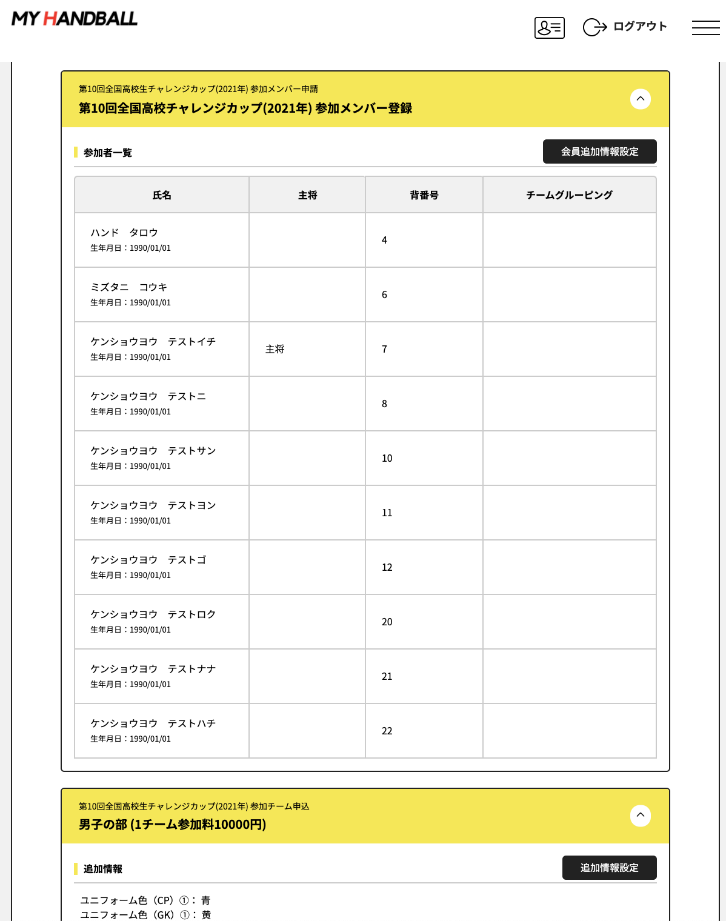 MY HANDBALL
ログアウト
第10回全国高校生チャレンジカップ(2021年) 参加メンバー申請
第10回全国高校チャレンジカップ(2021年) 参加メンバー登録
参加者一覧
会員追加情報設定
氏名 主将 背番号 チームグルーピング
ハンド　タロウ
生年月日：1990/01/01
4
ミズタニ　コウキ
生年月日：1990/01/01
6
ケンショウヨウ　テストイチ
生年月日：1990/01/01
主将
7
ケンショウヨウ　テストニ
生年月日：1990/01/01
8
ケンショウヨウ　テストサン
生年月日：1990/01/01
10
ケンショウヨウ　テストヨン
生年月日：1990/01/01
11
ケンショウヨウ　テストゴ
生年月日：1990/01/01
12
ケンショウヨウ　テストロク
生年月日：1990/01/01
20
ケンショウヨウ　テストナナ
生年月日：1990/01/01
21
ケンショウヨウ　テストハチ
生年月日：1990/01/01
22
第10回全国高校生チャレンジカップ(2021年) 参加チーム申込
男子の部 (1チーム参加料10000円)
追加情報
追加情報設定
ユニフォーム色（CP）①： 青
ユニフォーム色（GK）①： 黄